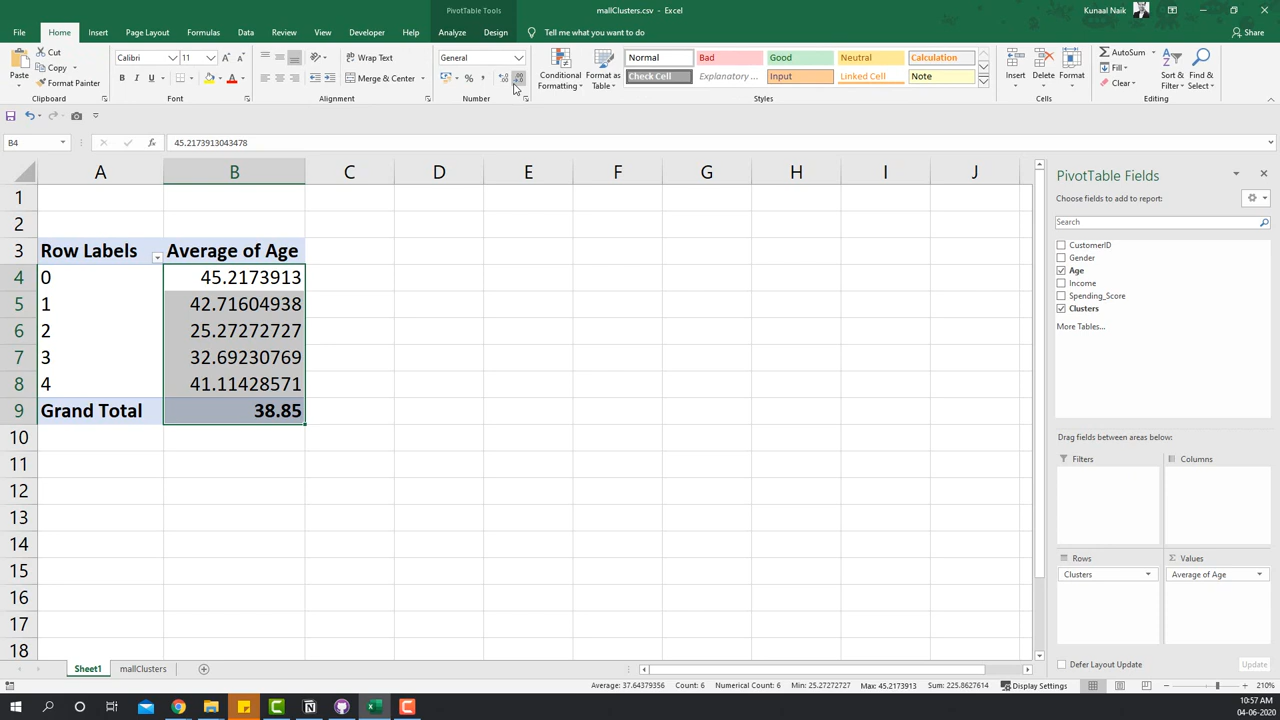 PivotTable Tools
mallClusters.csv - Excel
Kunaal Naik
File Home Insert Page Layout Formulas Data Review View Developer Help Analyze Design Tell me what you want to do Share
Paste Cut Copy Format Painter
Clipboard
Calibri 11
B I U A A A
Font
Wrap Text
Merge & Center
Alignment
General
%
Number
Conditional Formatting
Format as Table
Normal Bad Good Neutral Calculation
Check Cell Explanatory ... Input Linked Cell Note
Styles
Insert Delete Format
Cells
AutoSum
Fill
Clear
Sort & Filter
Find & Select
Editing
B4 fx 45.2173913043478
A B C D E F G H I J
1
2
3 Row Labels Average of Age
4 0 45.2173913
5 1 42.71604938
6 2 25.27272727
7 3 32.69230769
8 4 41.11428571
9 Grand Total 38.85
10
11
12
13
14
15
16
17
18
PivotTable Fields
Choose fields to add to report:
Search
CustomerID
Gender
Age
Income
Spending_Score
Clusters
More Tables...
Drag fields between areas below:
Filters Columns
Rows Σ Values
Clusters Average of Age
Defer Layout Update Update
Sheet1 mallClusters
Average: 37.64379356 Count: 6 Numerical Count: 6 Min: 25.27272727 Max: 45.2173913 Sum: 225.8627614 Display Settings 210%
10:57 AM
04-06-2020